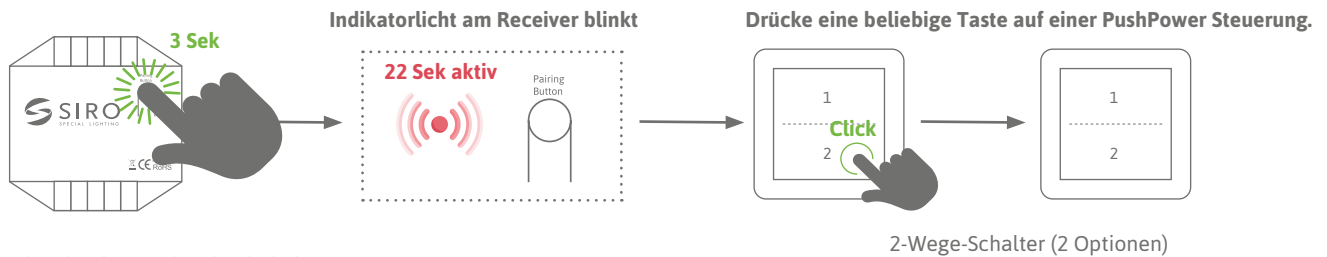 Indikatorlicht am Receiver blinkt
Drücke eine beliebige Taste auf einer PushPower Steuerung.
3 Sek
SIRO
SPECIAL LIGHTING
CE RoHS
22 Sek aktiv
Pairing
Button
1
Click
2
1
2
2-Wege-Schalter (2 Optionen)